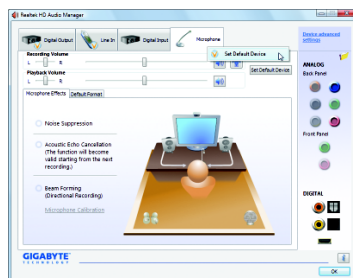 Realtek HD Audio Manager
Digital Output
Line In
Digital Input
Microphone
Device advanced settings
Set Default Device
Recording Volume
L
R
Playback Volume
L
R
Set Default Device
ANALOG
Back Panel
Microphone Effects
Default Format
Noise Suppression
Acoustic Echo Cancellation
(The function will become
valid starting from the next
recording.)
Beam Forming
(Directional Recording)
Microphone Calibration
Front Panel
DIGITAL
GIGABYTE
TECHNOLOGY
OK